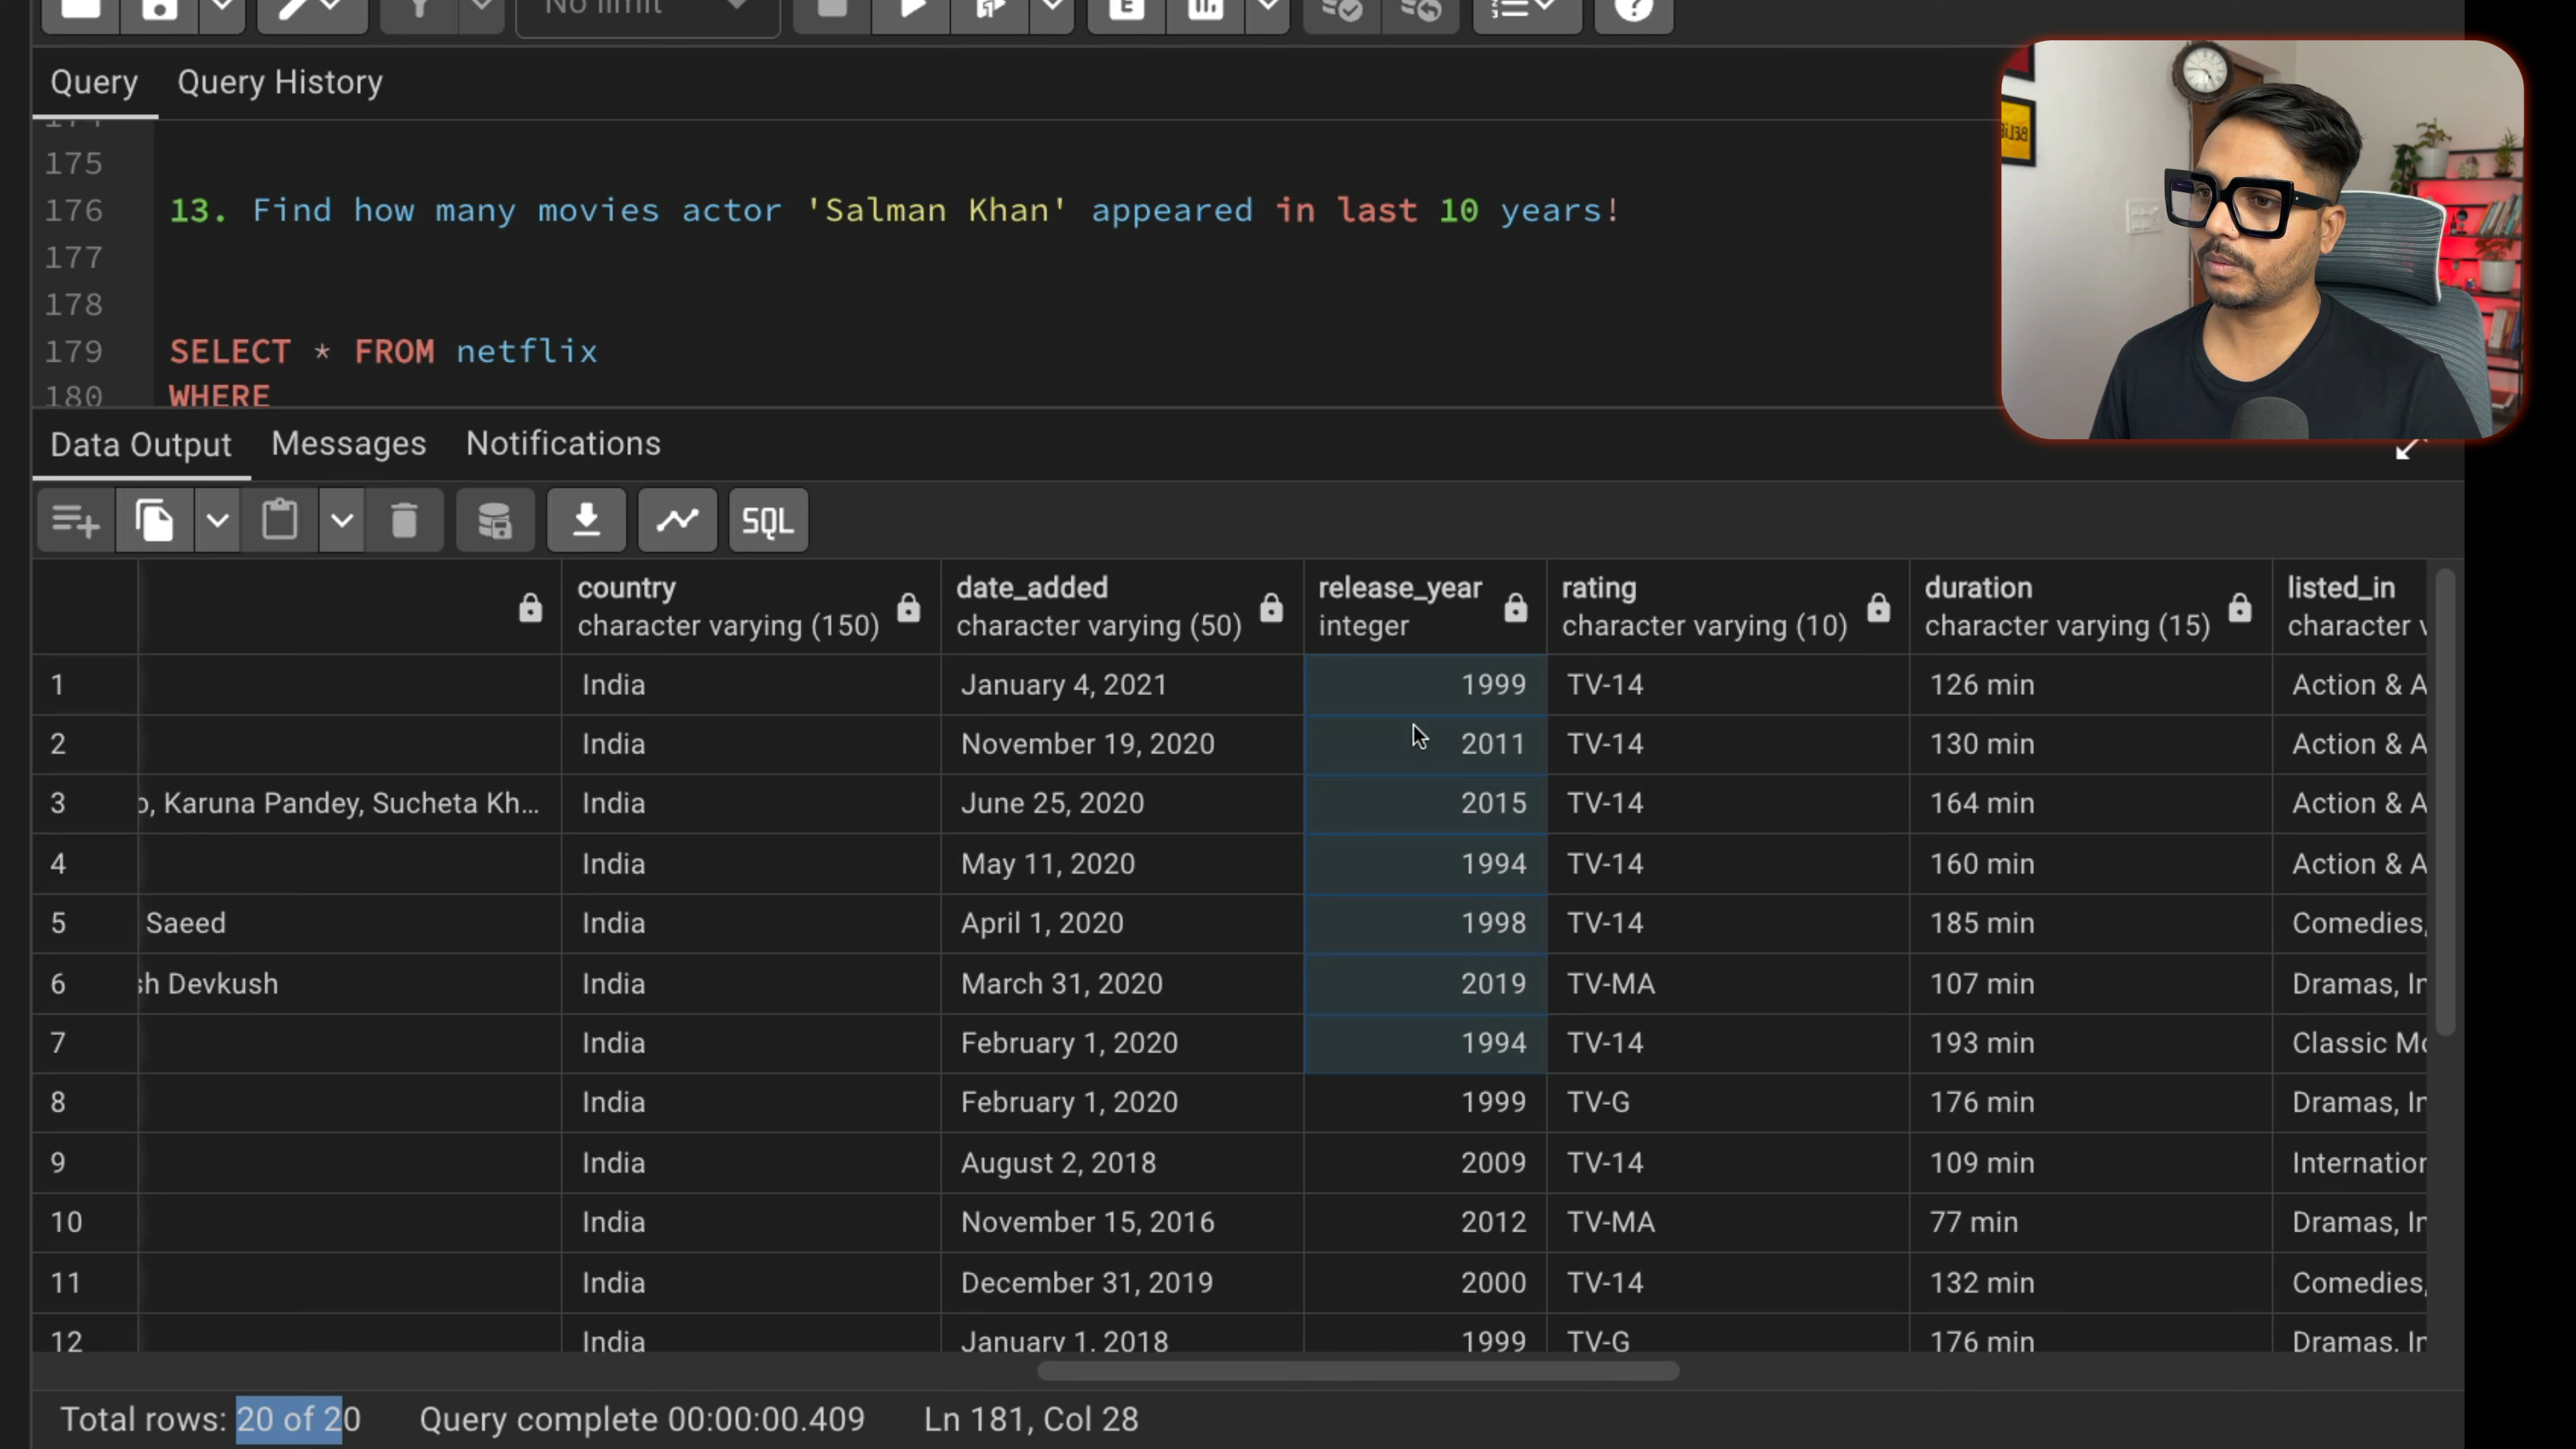 No limit
Query Query History
174
175
176 13. Find how many movies actor 'Salman Khan' appeared in last 10 years!
177
178
179 SELECT * FROM netflix
180 WHERE
Data Output Messages Notifications
SQL
country date_added release_year rating duration listed_in
character varying (150) character varying (50) integer character varying (10) character varying (15) character v
1 India January 4, 2021 1999 TV-14 126 min Action & A
2 India November 19, 2020 2011 TV-14 130 min Action & A
3 o, Karuna Pandey, Sucheta Kh... India June 25, 2020 2015 TV-14 164 min Action & A
4 India May 11, 2020 1994 TV-14 160 min Action & A
5 Saeed India April 1, 2020 1998 TV-14 185 min Comedies,
6 sh Devkush India March 31, 2020 2019 TV-MA 107 min Dramas, In
7 India February 1, 2020 1994 TV-14 193 min Classic Mo
8 India February 1, 2020 1999 TV-G 176 min Dramas, In
9 India August 2, 2018 2009 TV-14 109 min Internation
10 India November 15, 2016 2012 TV-MA 77 min Dramas, In
11 India December 31, 2019 2000 TV-14 132 min Comedies,
12 India January 1, 2018 1999 TV-G 176 min Dramas, In
Total rows: 20 of 20 Query complete 00:00:00.409 Ln 181, Col 28